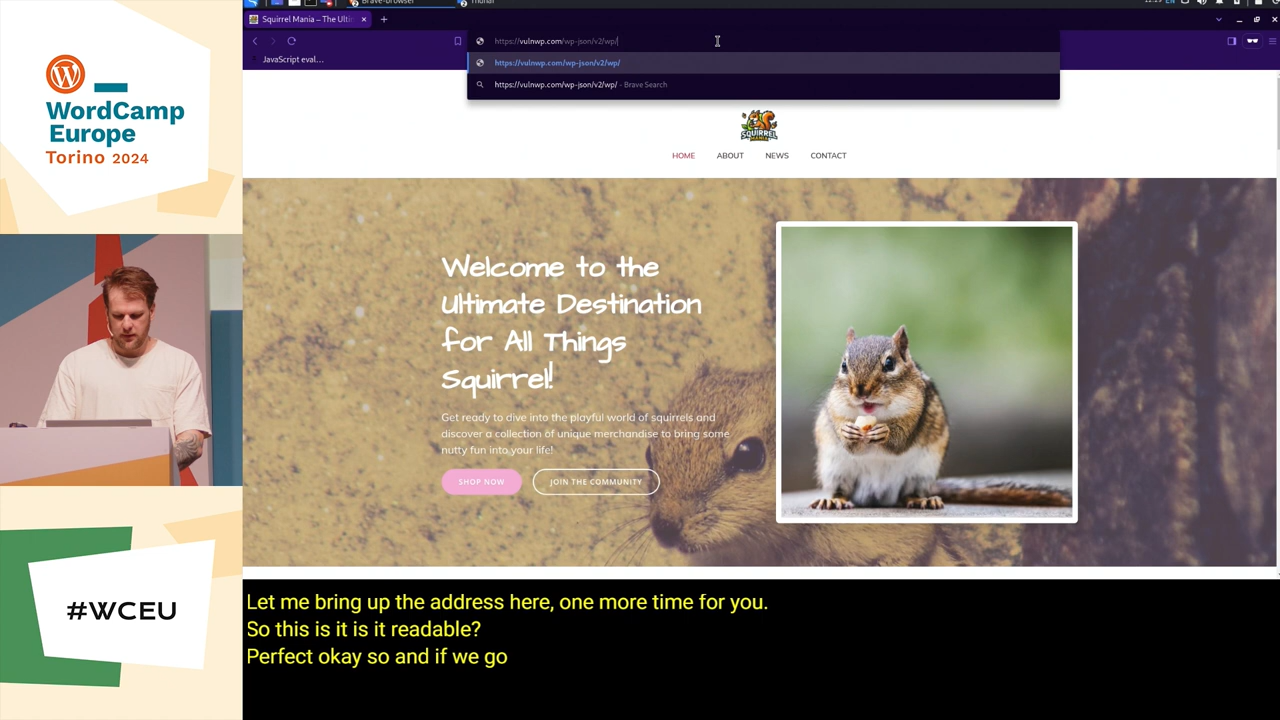 WordCamp
Europe
Torino 2024
#WCEU
Squirrel Mania – The Ulti
https://vulnwp.com/wp-json/v2/wp/
JavaScript eval...
https://vulnwp.com/wp-json/v2/wp/
https://vulnwp.com/wp-json/v2/wp/ - Brave Search
SQUIRREL
MANIA
HOME ABOUT NEWS CONTACT
Welcome to the
Ultimate Destination
for All Things
Squirrel!
Get ready to dive into the playful world of squirrels and
discover a collection of unique merchandise to bring some
nutty fun into your life!
SHOP NOW JOIN THE COMMUNITY
Let me bring up the address here, one more time for you.
So this is it is it readable?
Perfect okay so and if we go